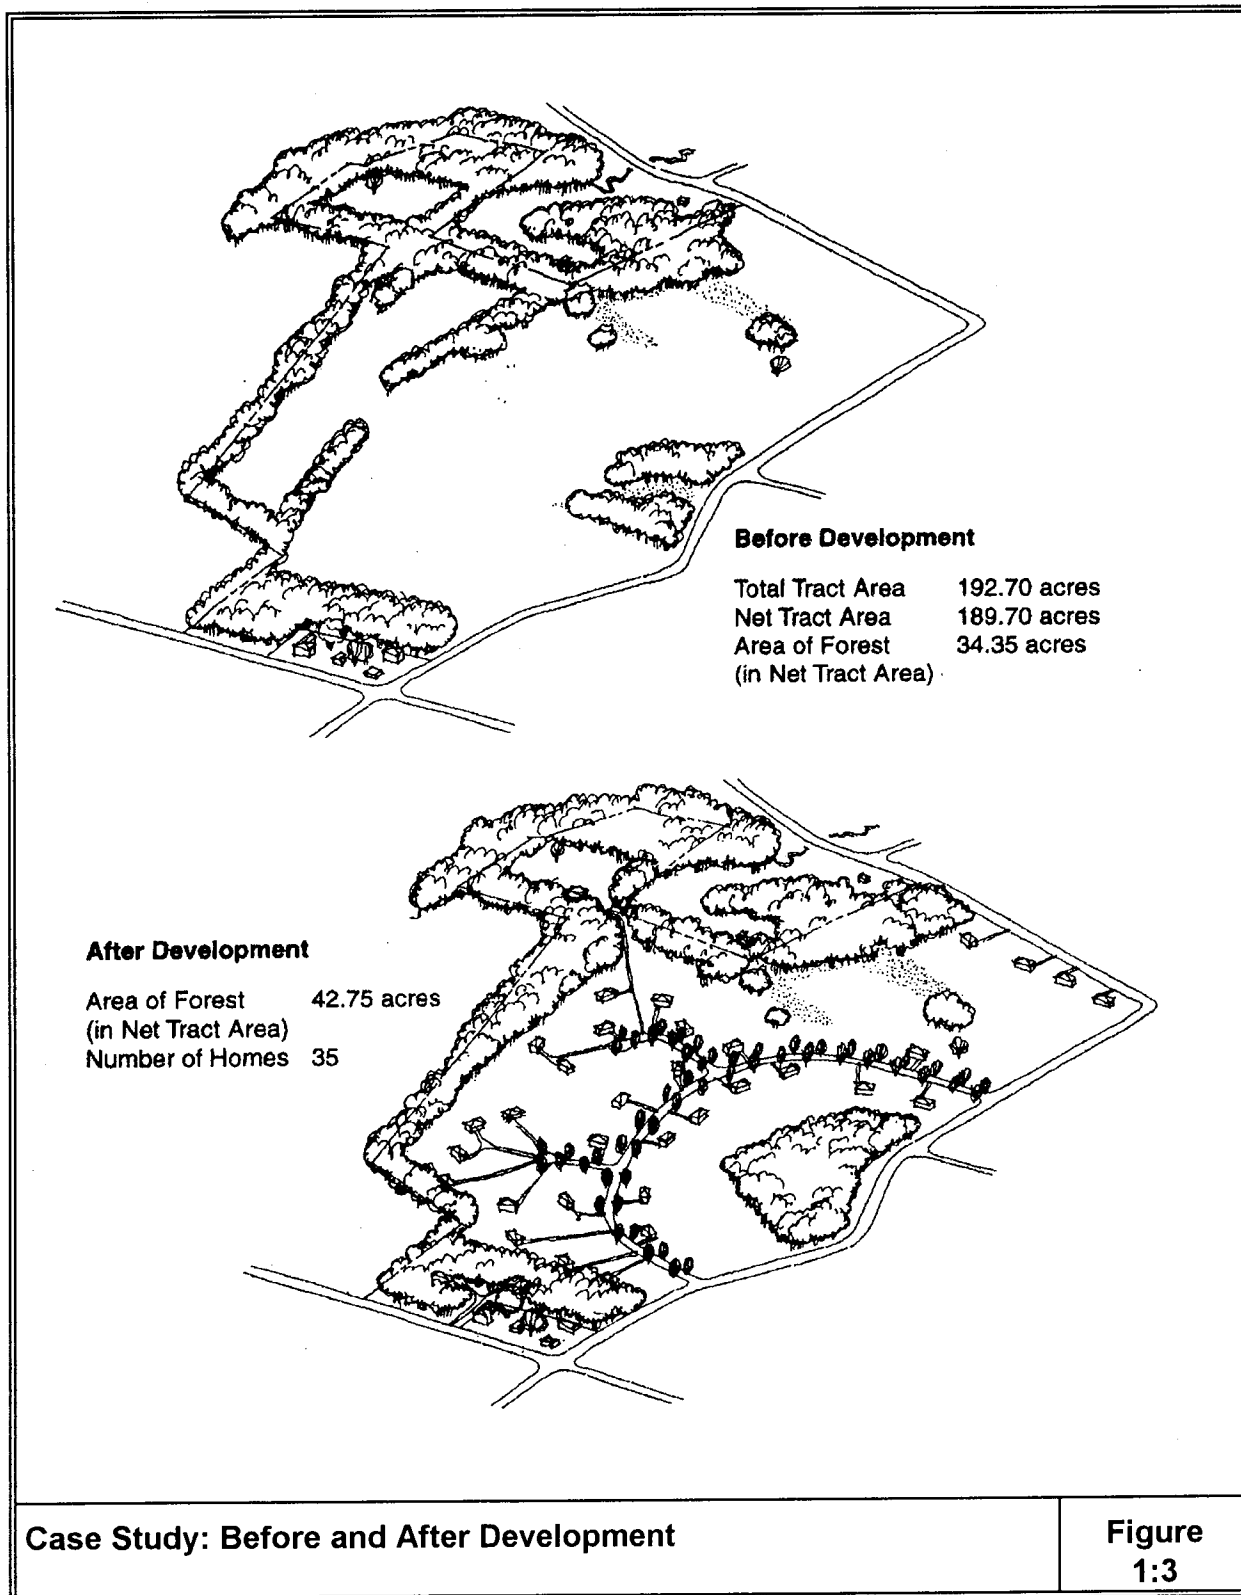 Before Development
Total Tract Area 192.70 acres
Net Tract Area 189.70 acres
Area of Forest 34.35 acres
(in Net Tract Area)
After Development
Area of Forest 42.75 acres
(in Net Tract Area)
Number of Homes 35
Case Study: Before and After Development
Figure
1:3